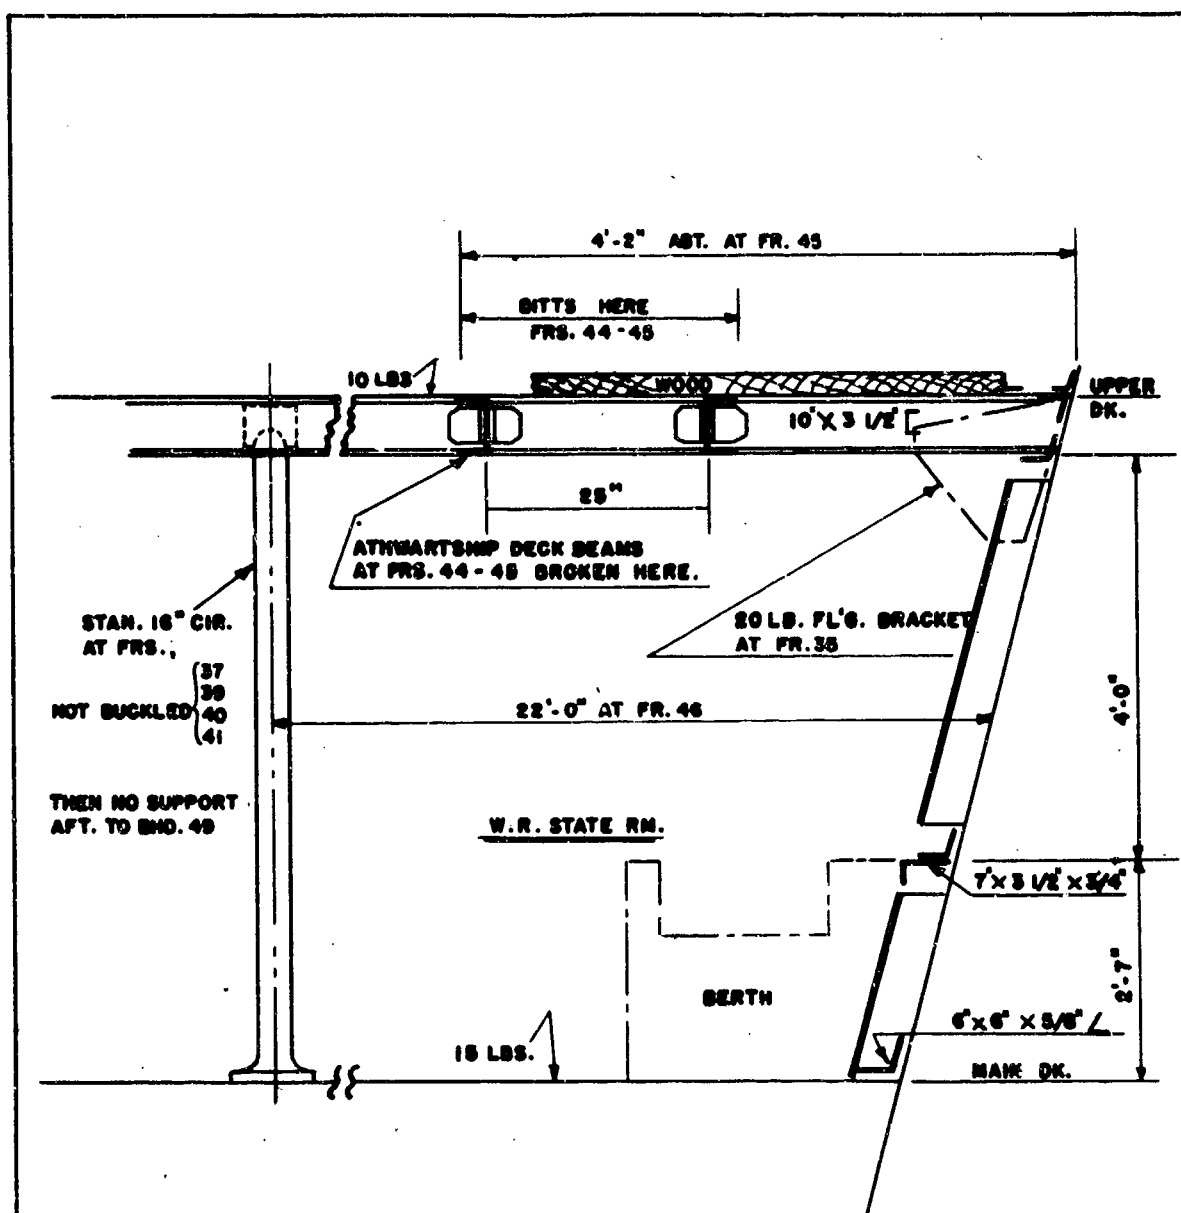 4'-2" ABT. AT FR. 45
BITTS HERE
FRS. 44-45
10 LBS
WOOD
UPPER
DK.
10" X 3 1/2"
25"
ATHWARTSHIP DECK BEAMS
AT FRS. 44-45 BROKEN HERE.
STAN. 16" CIR.
AT FRS.,
37
39
40
41
NOT BUCKLED
20 LB. FL'G. BRACKET
AT FR. 35
22'-0" AT FR. 46
4'-0"
THEN NO SUPPORT
AFT. TO BHD. 49
W.R. STATE RM.
7" X 3 1/2" X 3/4"
BERTH
2'-7"
6" X 6" X 5/8" L
15 LBS.
MAIN DK.